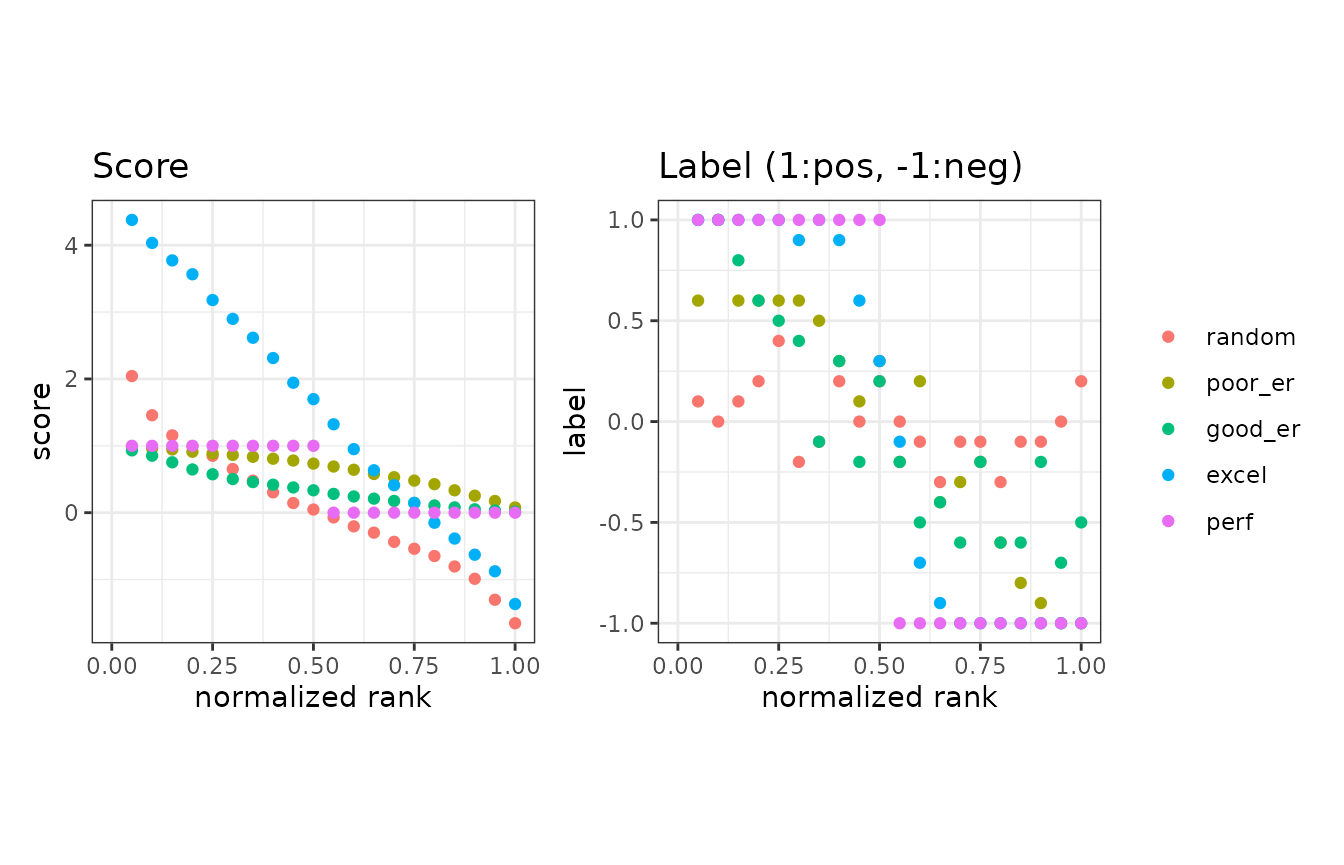 Score
4
2
0
score
0.00 0.25 0.50 0.75 1.00
normalized rank
Label (1:pos, -1:neg)
1.0
0.5
0.0
-0.5
-1.0
label
0.00 0.25 0.50 0.75 1.00
normalized rank
random
poor_er
good_er
excel
perf